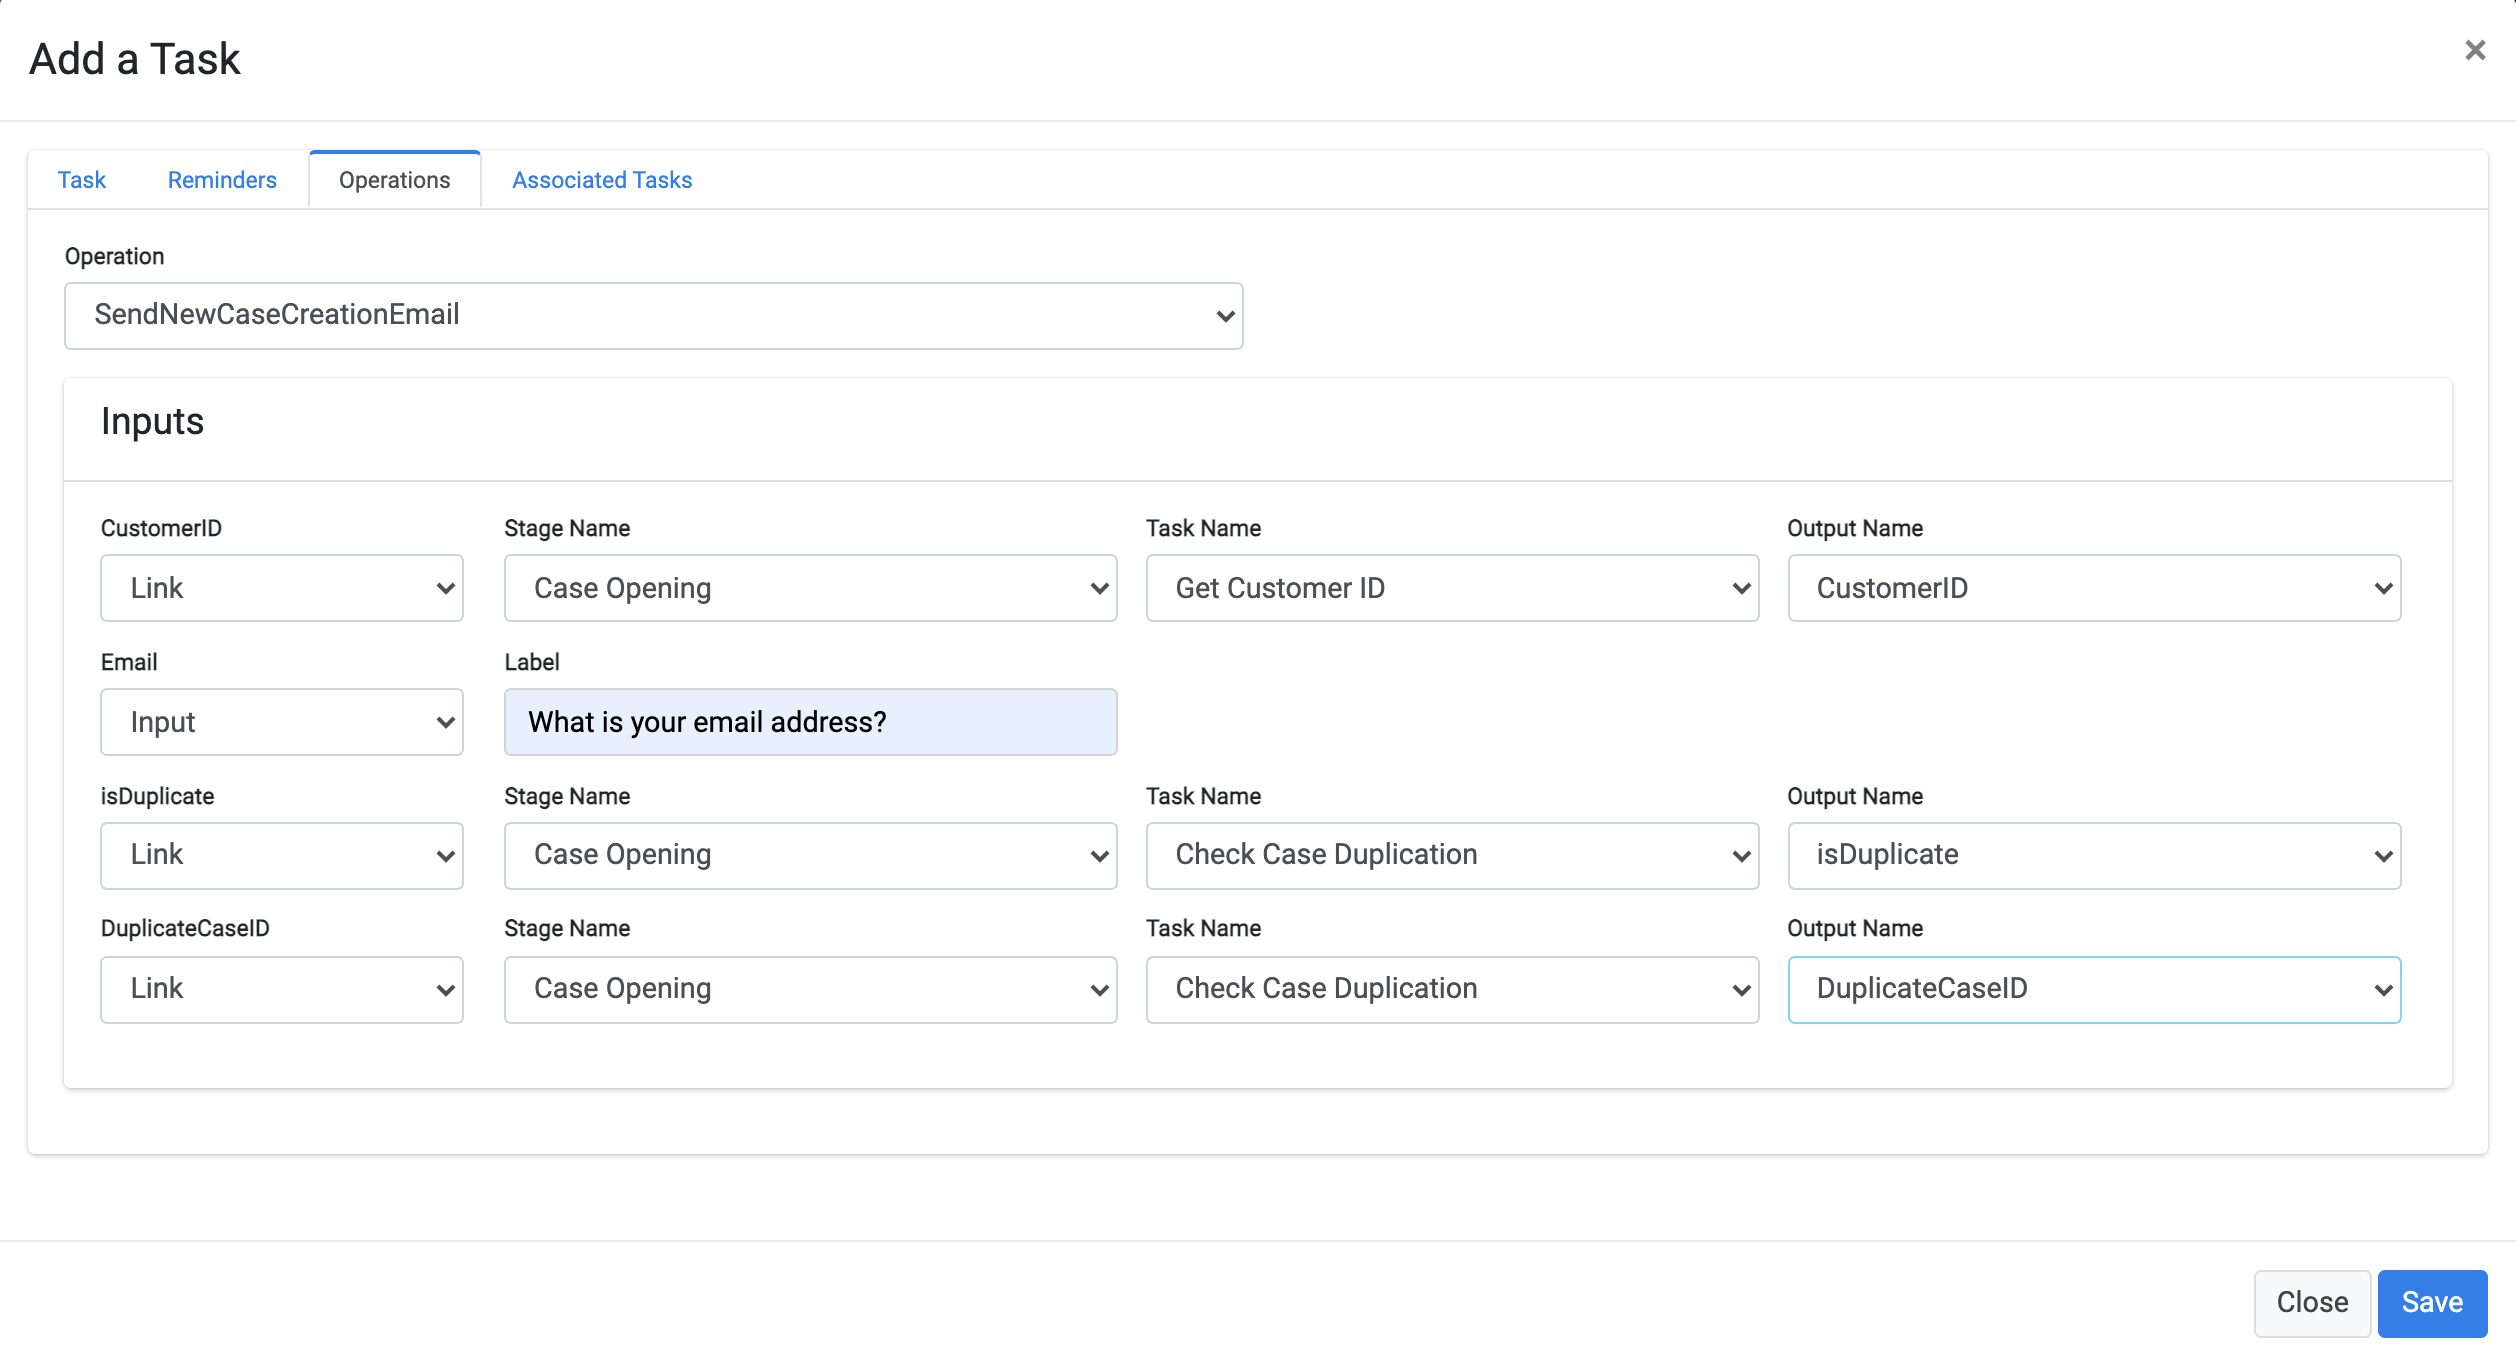 Add a Task
×
Task Reminders Operations Associated Tasks
Operation
SendNewCaseCreationEmail
Inputs
CustomerID Stage Name Task Name Output Name
Link Case Opening Get Customer ID CustomerID
Email Label
Input What is your email address?
isDuplicate Stage Name Task Name Output Name
Link Case Opening Check Case Duplication isDuplicate
DuplicateCaseID Stage Name Task Name Output Name
Link Case Opening Check Case Duplication DuplicateCaseID
Close Save